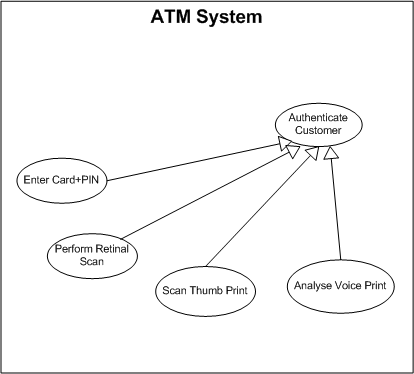 ATM System
Authenticate
Customer
Enter Card+PIN
Perform Retinal
Scan
Scan Thumb Print
Analyse Voice Print